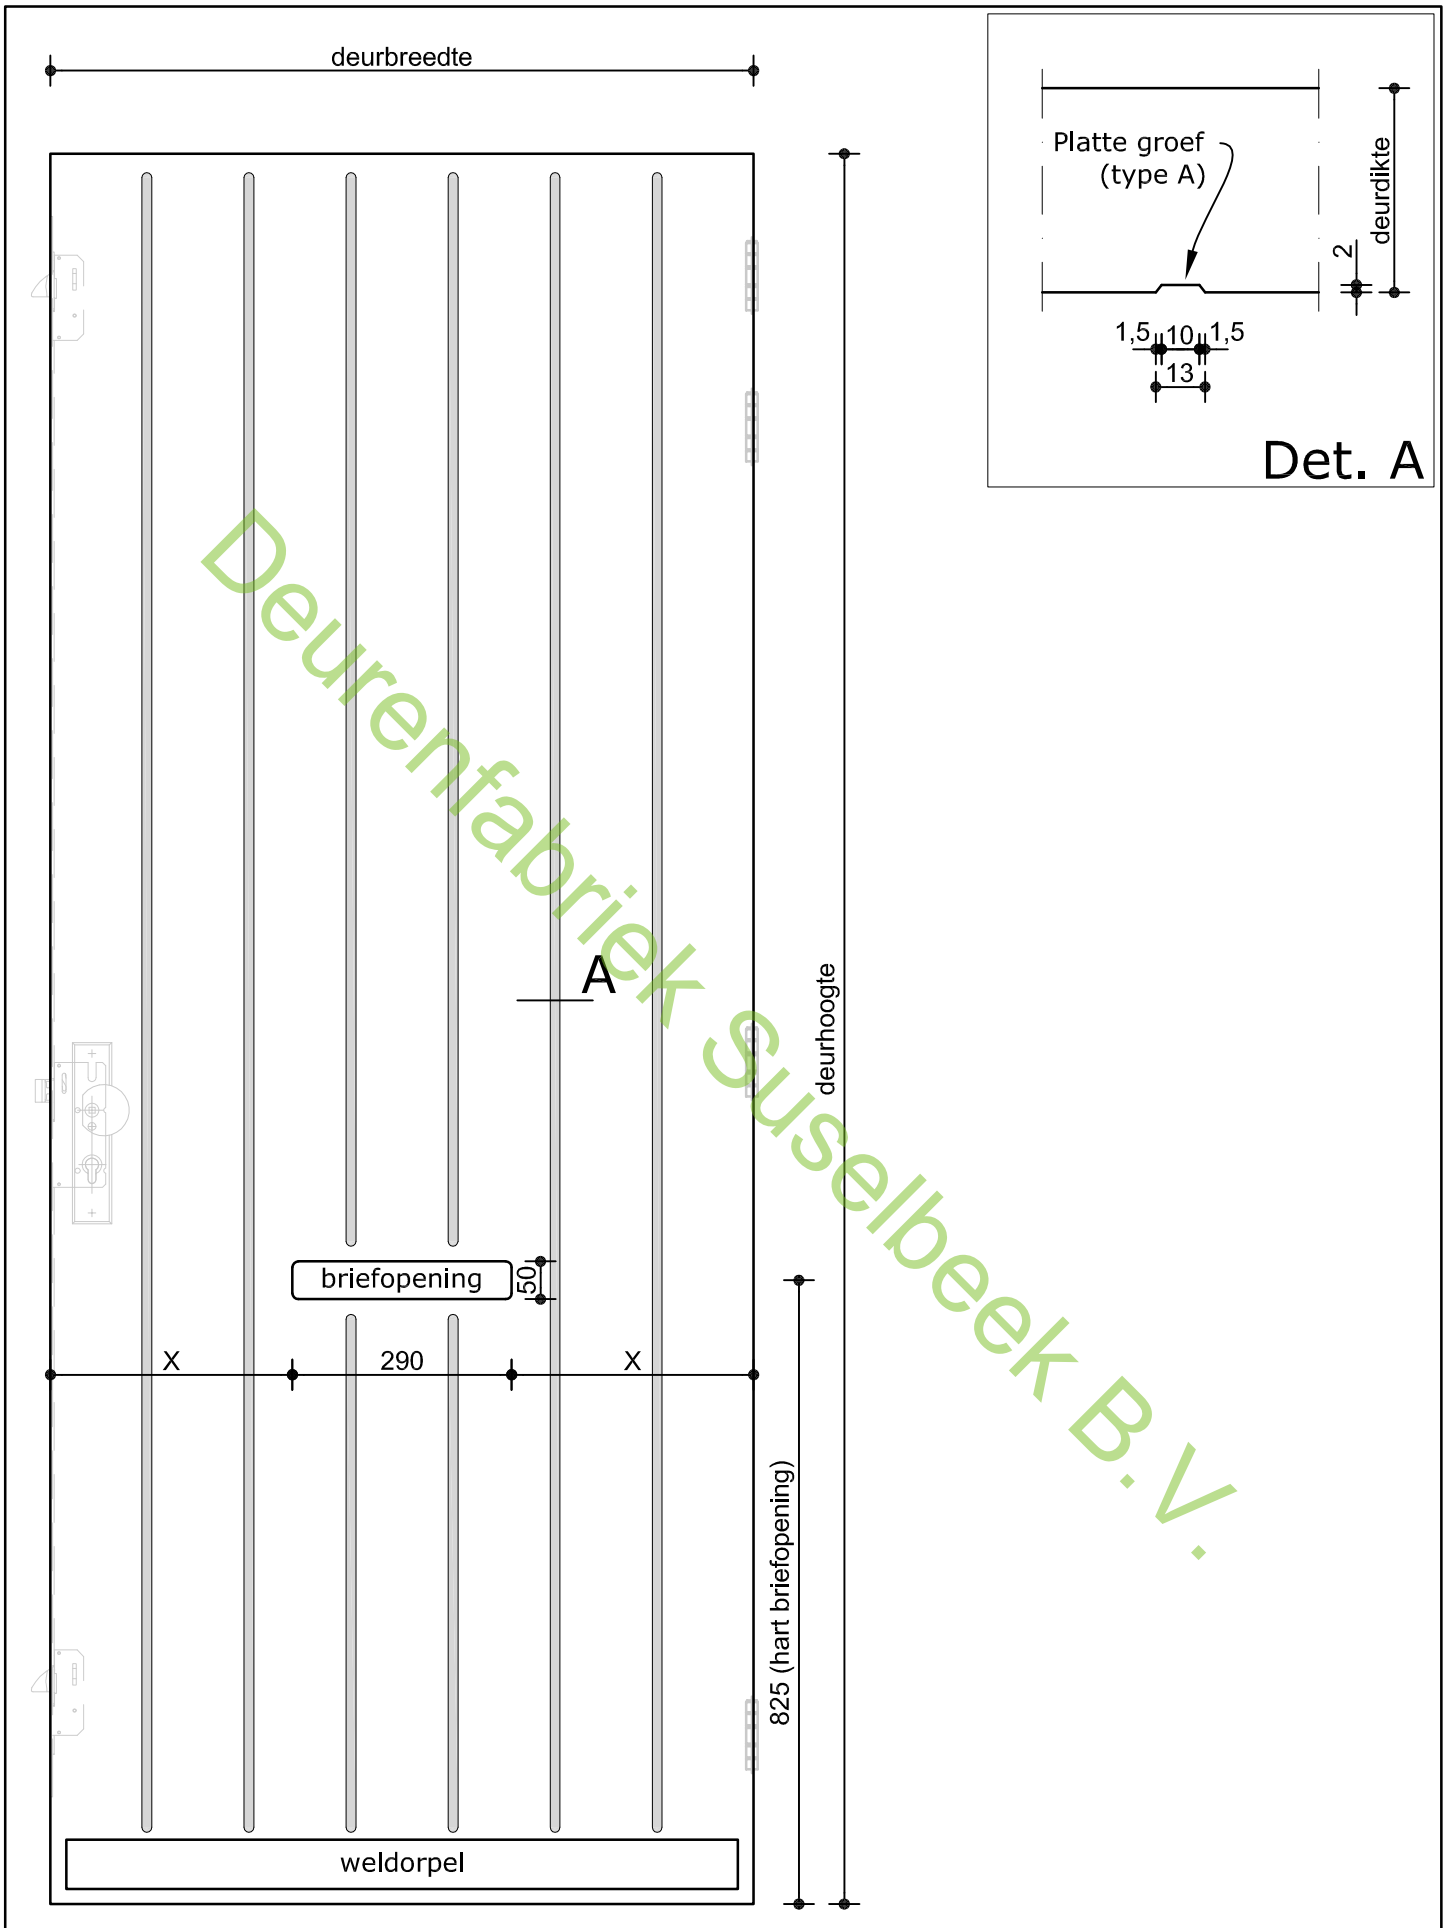 deurbreedte
Platte groef
(type A)
deurdikte
2
1,5 10 1,5
13
Det. A
A
deurhoogte
briefopening
50
X 290 X
825 (hart briefopening)
weldorpel
Deurenfabriek Suselbeek B.V.